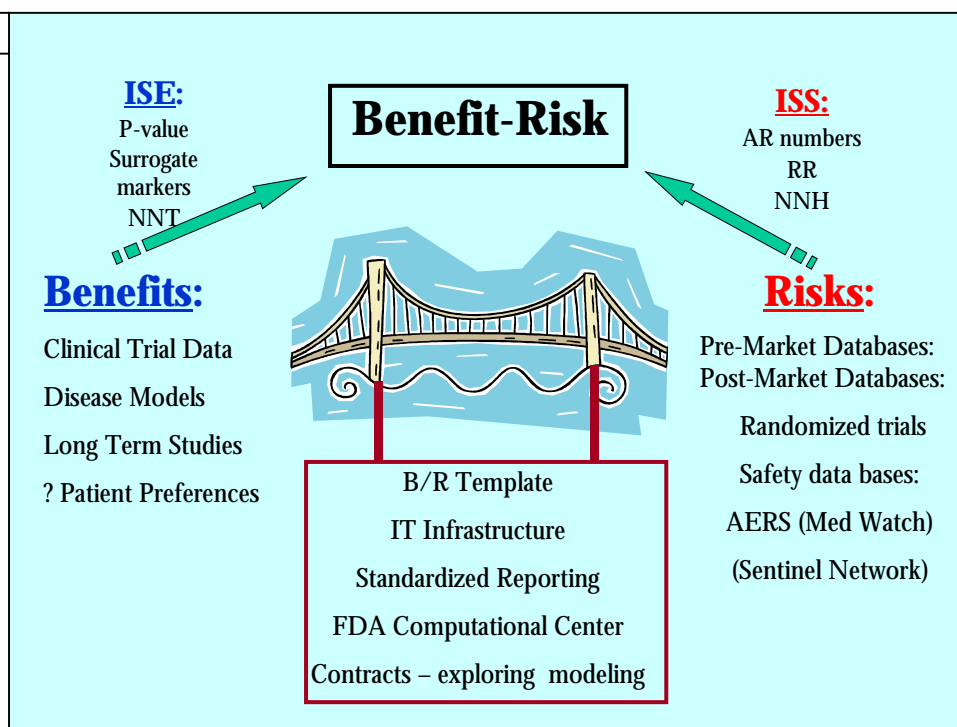 Benefit-Risk
ISE:
P-value
Surrogate
markers
NNT
Benefits:
Clinical Trial Data
Disease Models
Long Term Studies
? Patient Preferences
ISS:
AR numbers
RR
NNH
Risks:
Pre-Market Databases:
Post-Market Databases:
Randomized trials
Safety data bases:
AERS (Med Watch)
(Sentinel Network)
B/R Template
IT Infrastructure
Standardized Reporting
FDA Computational Center
Contracts – exploring modeling